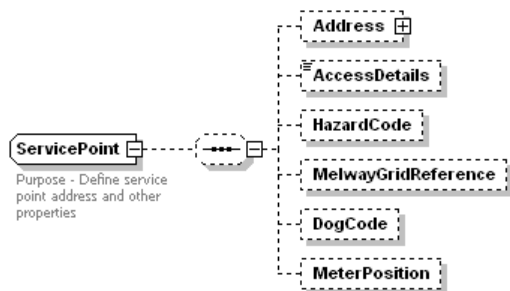 Address
AccessDetails
HazardCode
ServicePoint
Purpose - Define service
point address and other
properties
MelwayGridReference
DogCode
MeterPosition